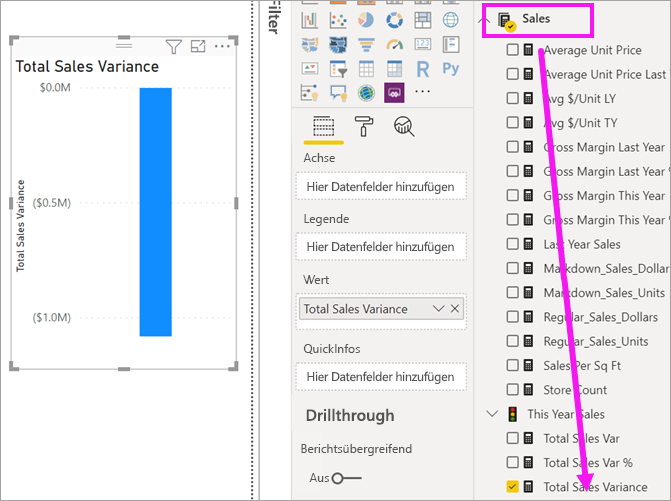 Total Sales Variance
$0.0M
($0.5M)
($1.0M)
Total Sales Variance
Filter
123
R
Py
Achse
Hier Datenfelder hinzufügen
Legende
Hier Datenfelder hinzufügen
Wert
Total Sales Variance
QuickInfos
Hier Datenfelder hinzufügen
Drillthrough
Berichtsübergreifend
Aus
Sales
Average Unit Price
Average Unit Price Last
Avg $/Unit LY
Avg $/Unit TY
Gross Margin Last Year
Gross Margin Last Year %
Gross Margin This Year
Gross Margin This Year %
Last Year Sales
Markdown_Sales_Dollar
Markdown_Sales_Units
Regular_Sales_Dollars
Regular_Sales_Units
Sales Per Sq Ft
Store Count
This Year Sales
Total Sales Var
Total Sales Var %
Total Sales Variance